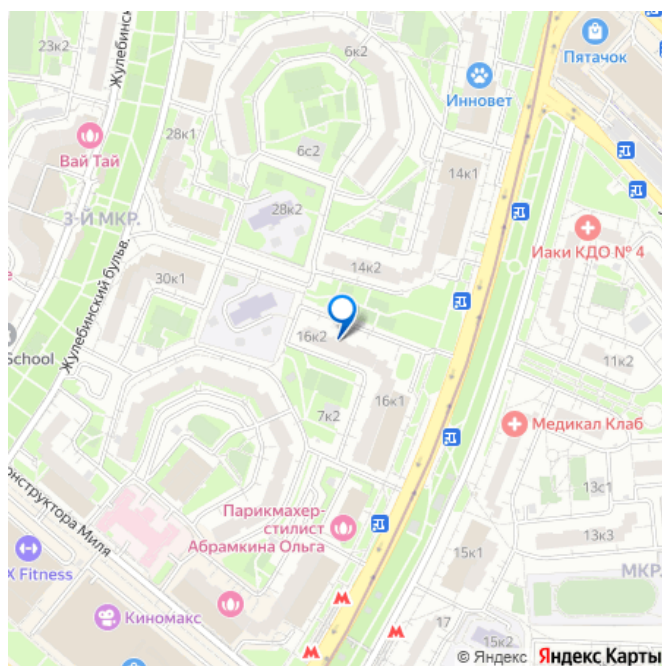 23к2
6к2
Пятачок
Инновет
28к1
Вай Тай
6с2
14к1
3-Й МКР.
28к2
Иаки КДО № 4
14к2
30к1
Жулебинский бульв.
School
16к2
11к2
16к1
7к2
Медикал Клаб
13с1
Парикмахер-
стилист
Абрамкина Ольга
13к3
онструктора Миля
X Fitness
15к1
МКР.
Киномакс
17
15к2
© Яндекс Яндекс Карты